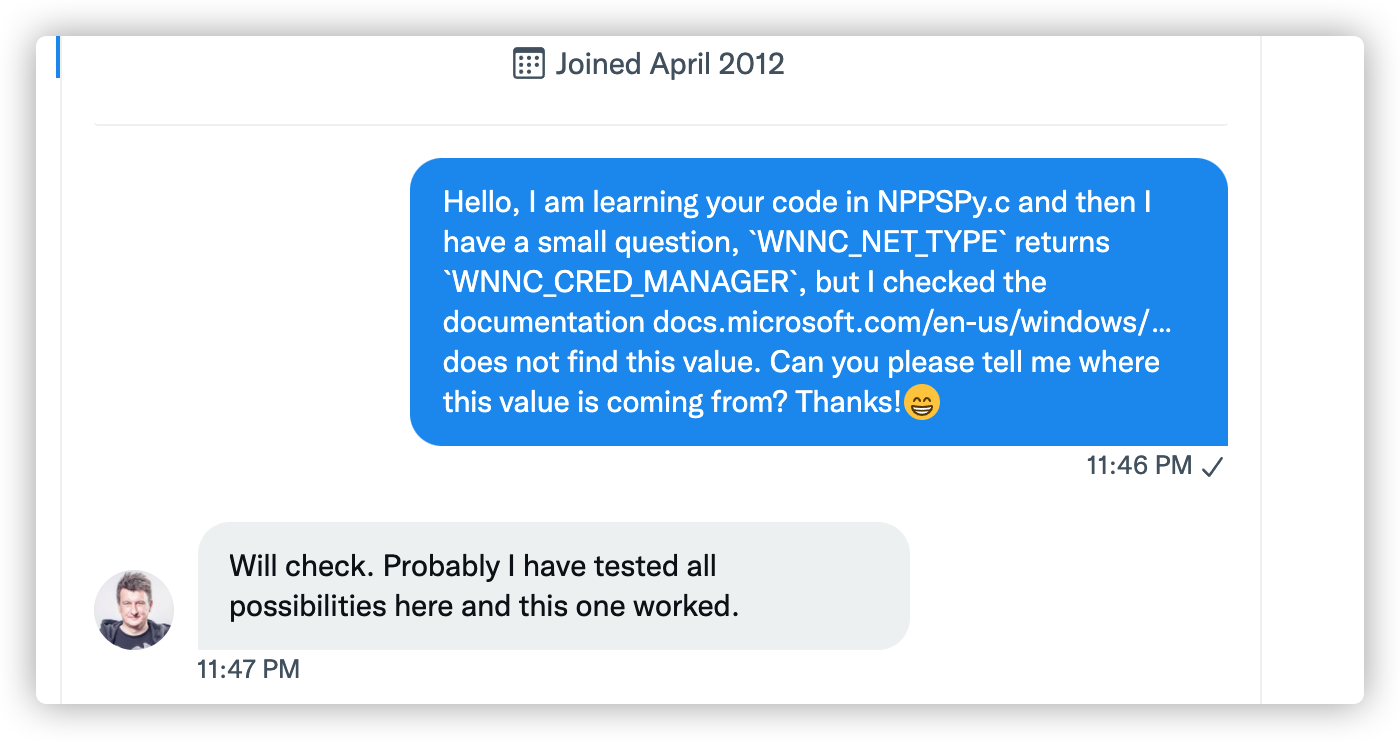 Joined April 2012
Hello, I am learning your code in NPPSPy.c and then I
have a small question, `WNNC_NET_TYPE` returns
`WNNC_CRED_MANAGER`, but I checked the
documentation docs.microsoft.com/en-us/windows/…
does not find this value. Can you please tell me where
this value is coming from? Thanks!😁
11:46 PM ✓
Will check. Probably I have tested all
possibilities here and this one worked.
11:47 PM